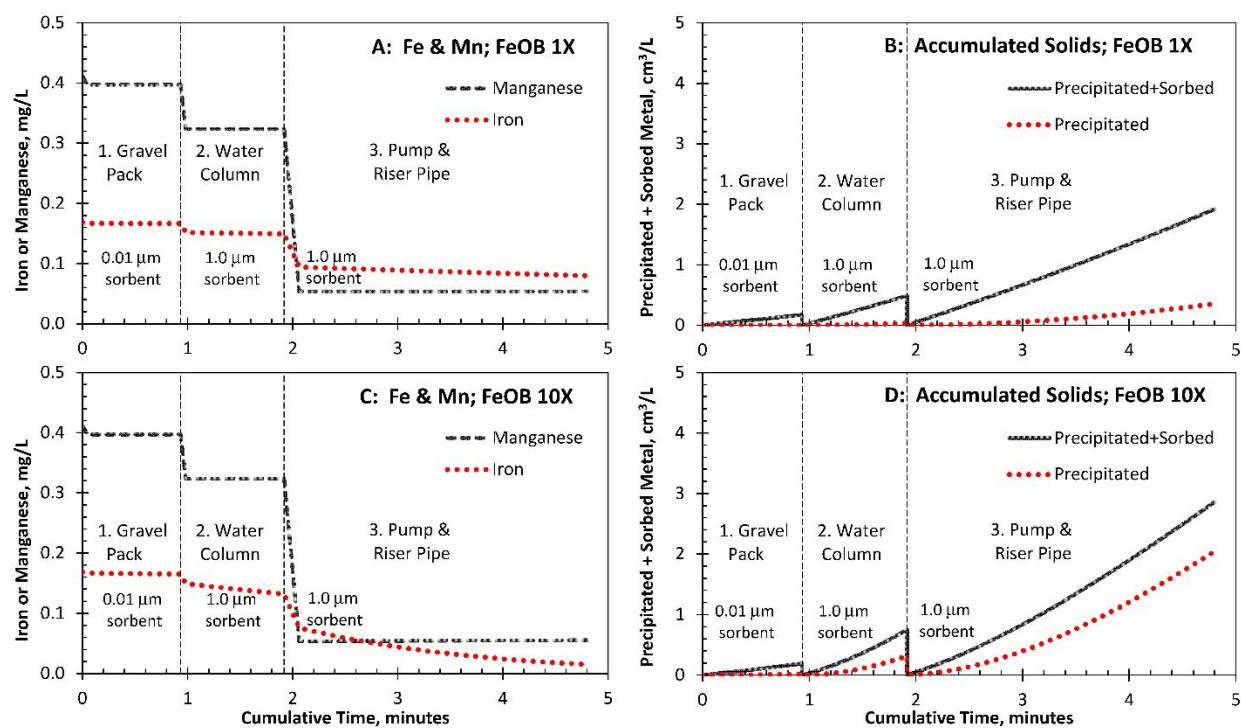 A: Fe & Mn; FeOB 1X
Manganese
Iron
1. Gravel
Pack
2. Water
Column
3. Pump &
Riser Pipe
0.01 µm
sorbent
1.0 µm
sorbent
1.0 µm
sorbent
Iron or Manganese, mg/L
0.5
0.4
0.3
0.2
0.1
0.0
0 1 2 3 4 5
B: Accumulated Solids; FeOB 1X
Precipitated+Sorbed
Precipitated
1. Gravel
Pack
2. Water
Column
3. Pump &
Riser Pipe
0.01 µm
sorbent
1.0 µm
sorbent
1.0 µm
sorbent
Precipitated + Sorbed Metal, cm³/L
5
4
3
2
1
0
0 1 2 3 4 5
C: Fe & Mn; FeOB 10X
Manganese
Iron
1. Gravel
Pack
2. Water
Column
3. Pump &
Riser Pipe
0.01 µm
sorbent
1.0 µm
sorbent
1.0 µm
sorbent
Iron or Manganese, mg/L
0.5
0.4
0.3
0.2
0.1
0.0
0 1 2 3 4 5
Cumulative Time, minutes
D: Accumulated Solids; FeOB 10X
Precipitated+Sorbed
Precipitated
1. Gravel
Pack
2. Water
Column
3. Pump &
Riser Pipe
0.01 µm
sorbent
1.0 µm
sorbent
1.0 µm
sorbent
Precipitated + Sorbed Metal, cm³/L
5
4
3
2
1
0
0 1 2 3 4 5
Cumulative Time, minutes